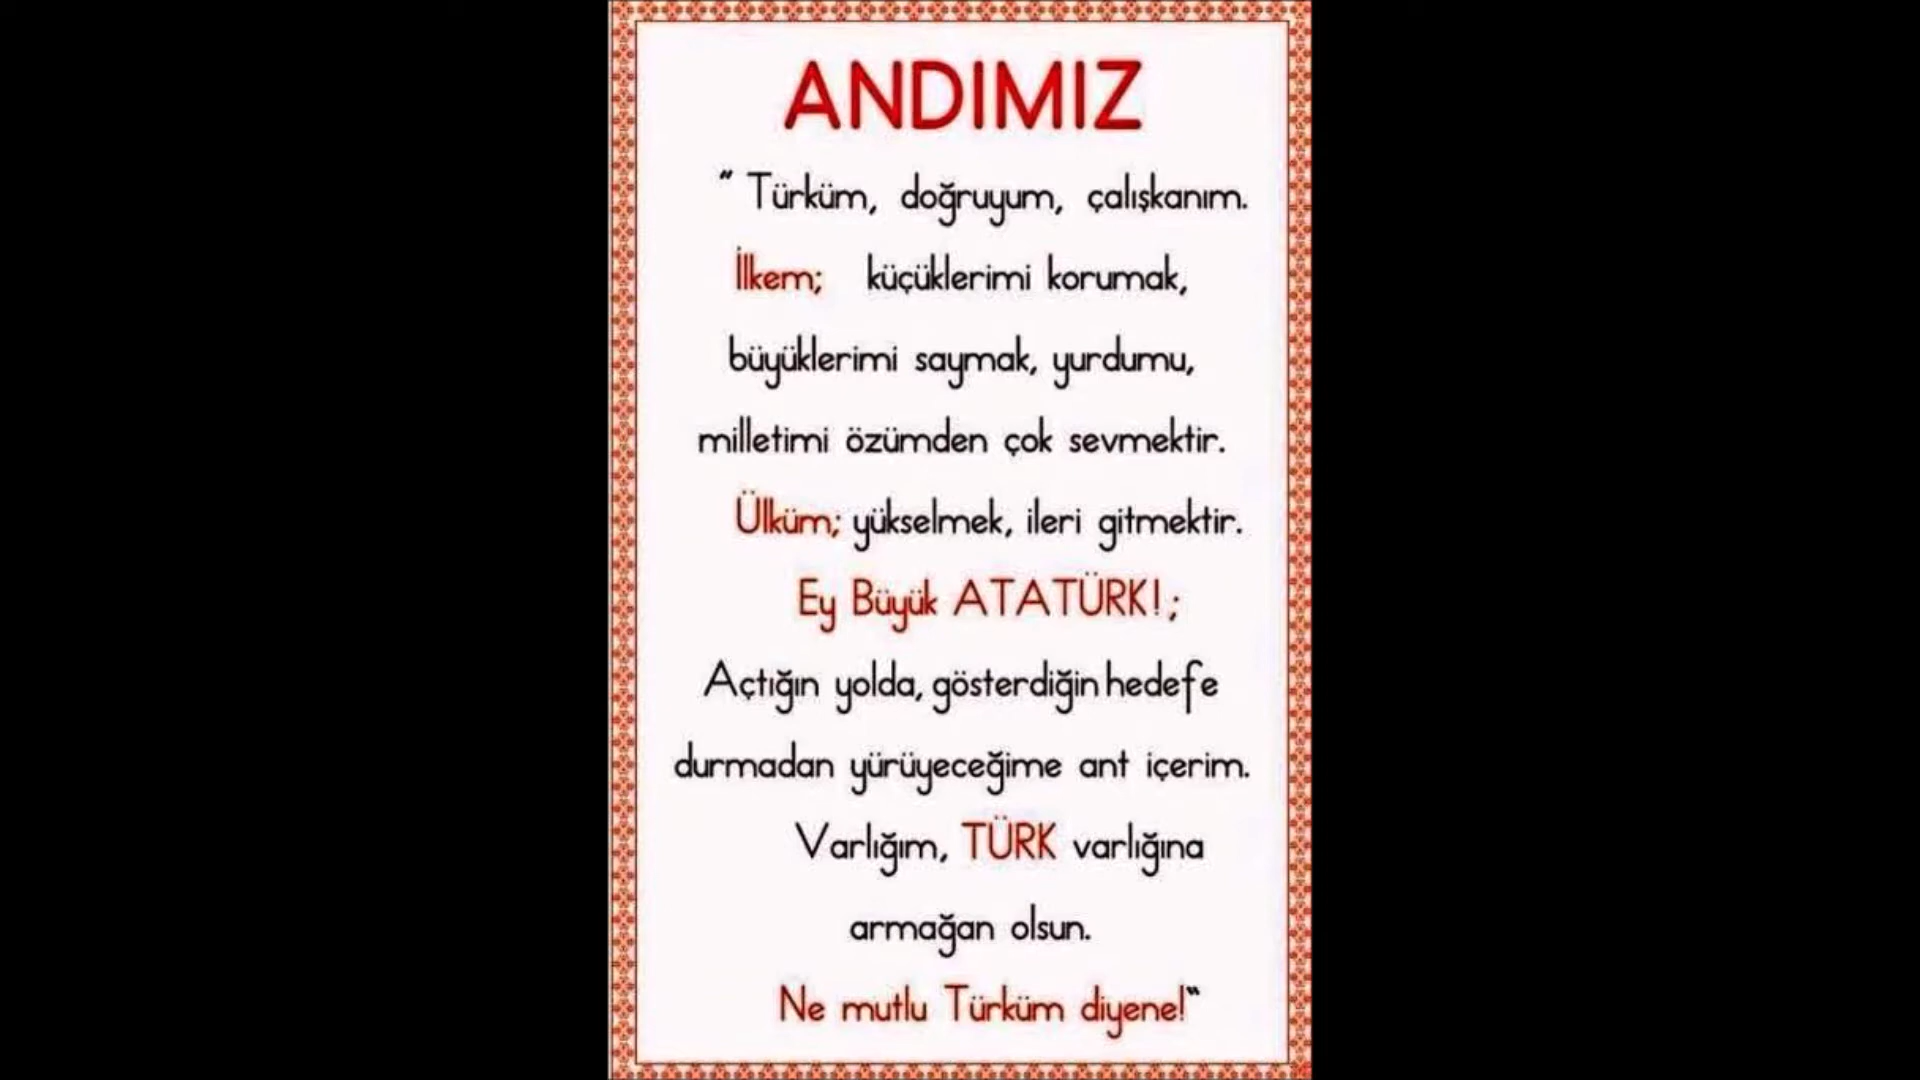 ANDIMIZ
" Türküm, doğruyum, çalışkanım.
İlkem; küçüklerimi korumak,
büyüklerimi saymak, yurdumu,
milletimi özümden çok sevmektir.
Ülküm; yükselmek, ileri gitmektir.
Ey Büyük ATATÜRK! ;
Açtığın yolda, gösterdiğin hedefe
durmadan yürüyeceğime ant içerim.
Varlığım, TÜRK varlığına
armağan olsun.
Ne mutlu Türküm diyene!"